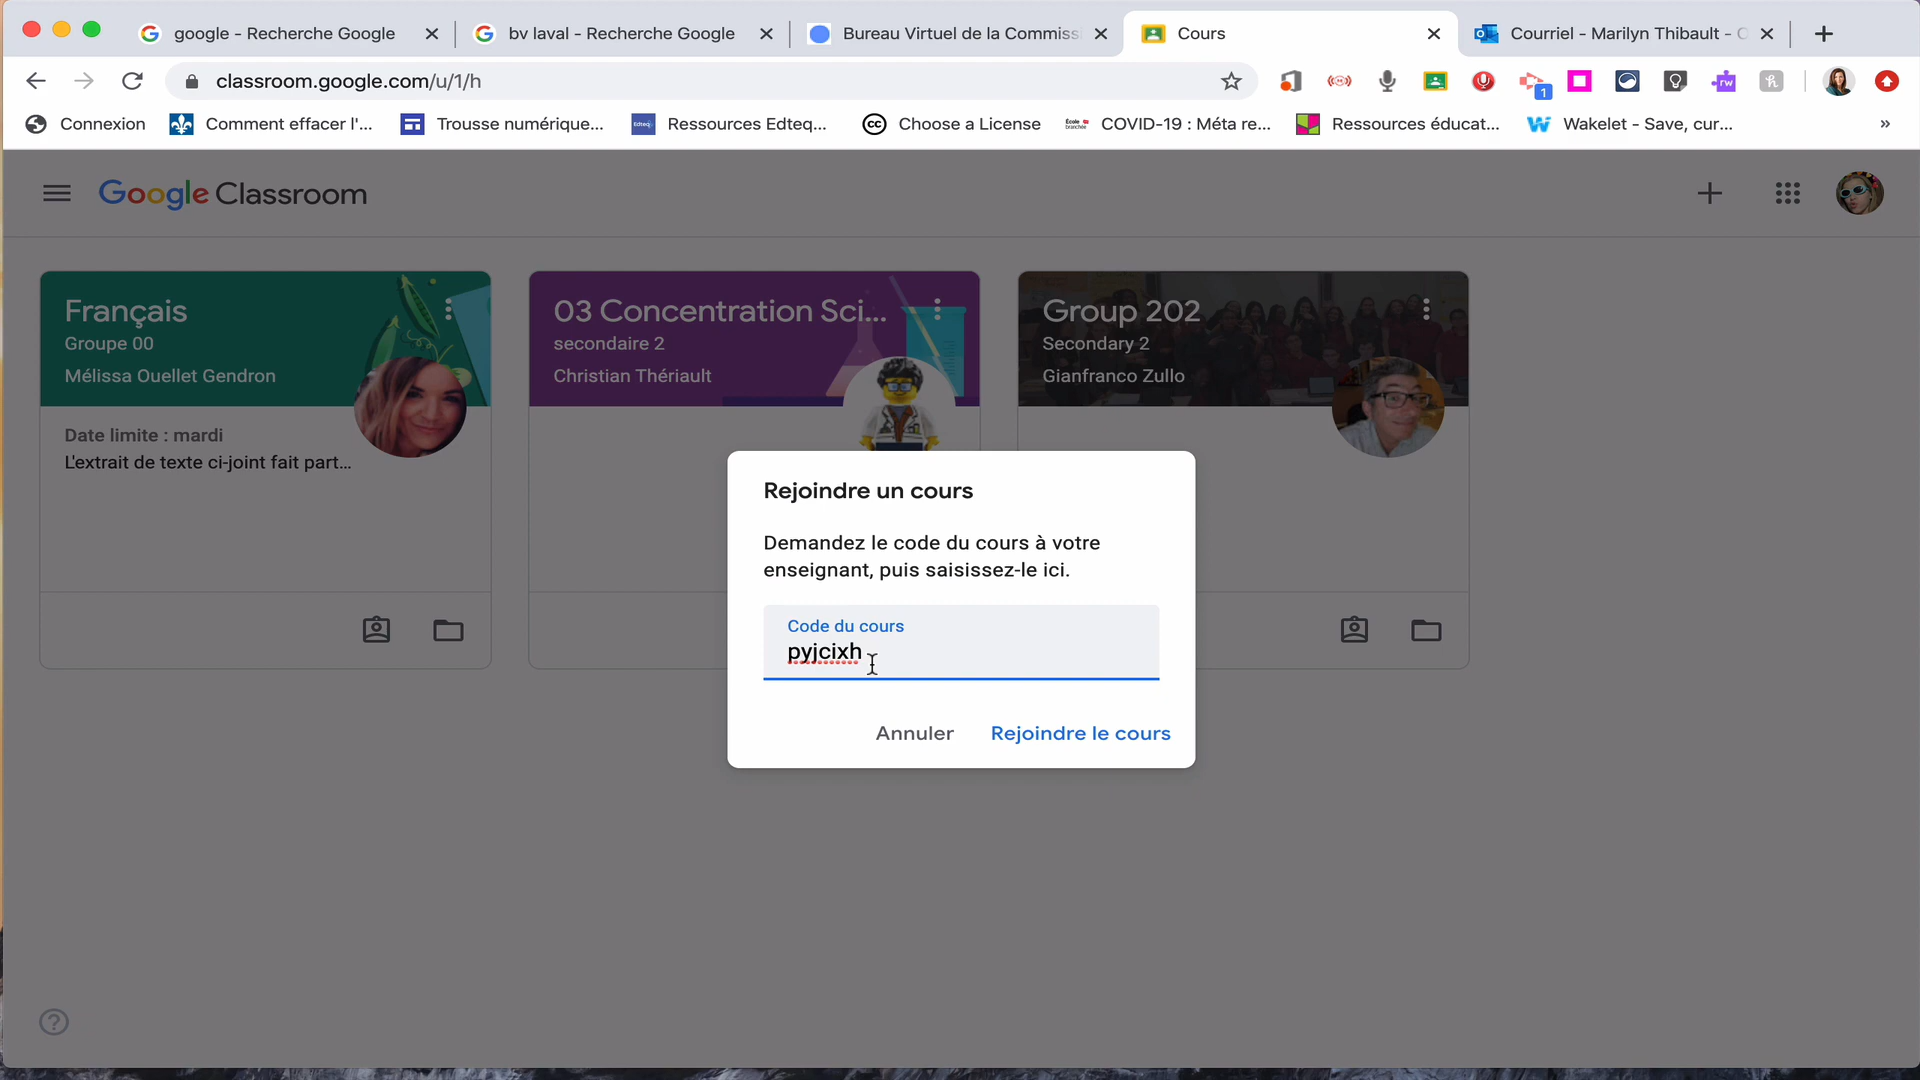 google - Recherche Google
bv laval - Recherche Google
Bureau Virtuel de la Commiss
Cours
Courriel - Marilyn Thibault -
classroom.google.com/u/1/h
1
rw
Connexion
Comment effacer l'...
Trousse numérique...
Ressources Edteq...
Choose a License
COVID-19 : Méta re...
Ressources éducat...
Wakelet - Save, cur...
»
Google Classroom
Français
Groupe 00
Mélissa Ouellet Gendron
Date limite : mardi
L'extrait de texte ci-joint fait part...
03 Concentration Sci...
secondaire 2
Christian Thériault
Group 202
Secondary 2
Gianfranco Zullo
Rejoindre un cours
Demandez le code du cours à votre
enseignant, puis saisissez-le ici.
Code du cours
pyjcixh
Annuler
Rejoindre le cours